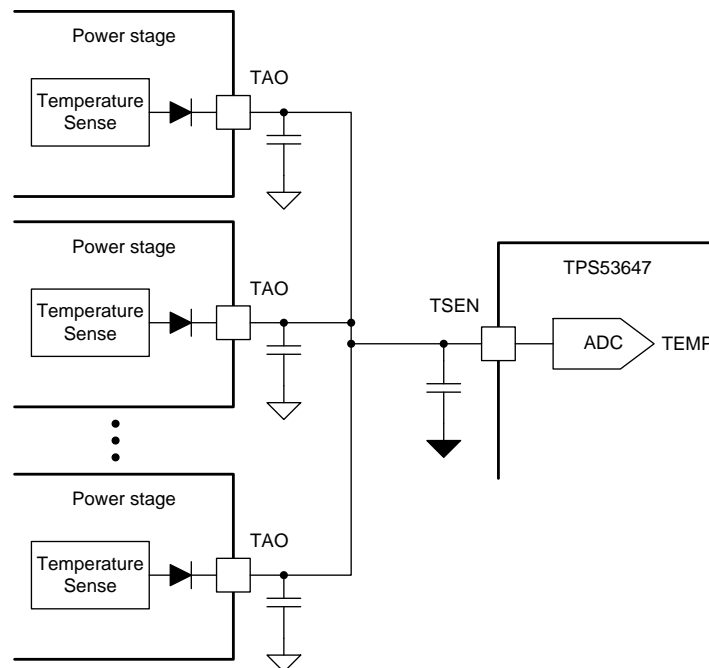 Power stage
TAO
Temperature
Sense
Power stage
TAO
Temperature
Sense
TPS53647
TSEN
ADC
TEMP
Power stage
TAO
Temperature
Sense